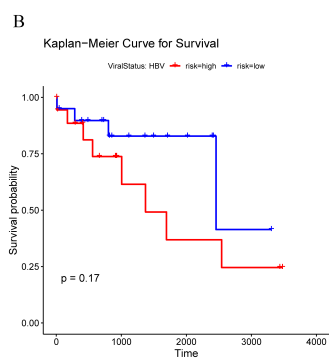 B
Kaplan−Meier Curve for Survival
ViralStatus: HBV risk=high risk=low
1.00
0.75
0.50
0.25
0.00
Survival probability
p = 0.17
0 1000 2000 3000 4000
Time